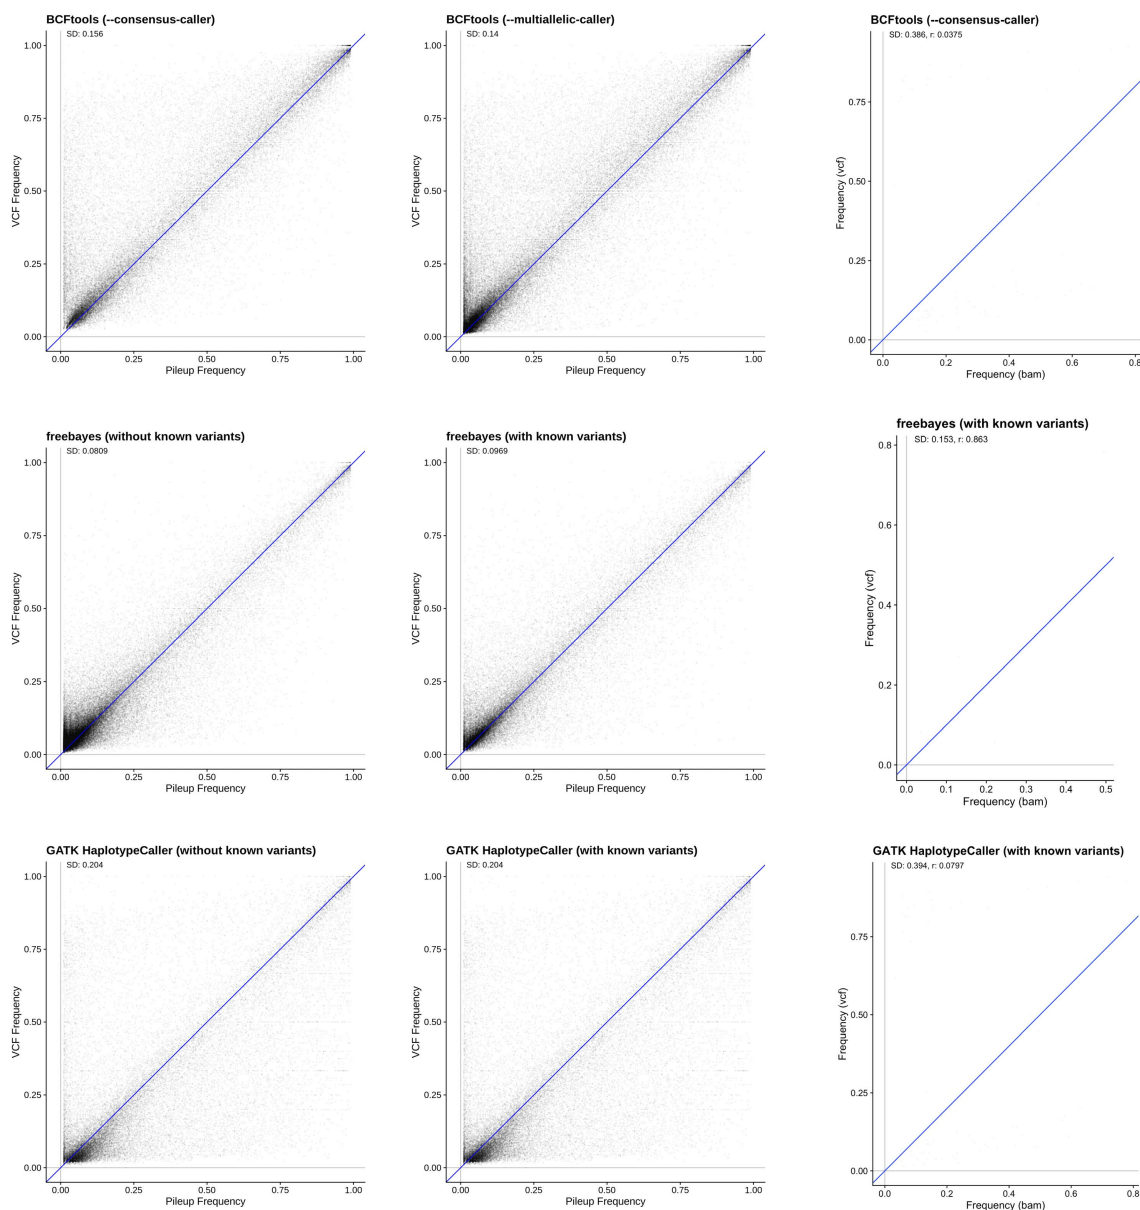 BCFtools (--consensus-caller)
SD: 0.156
1.00
0.75
0.50
0.25
0.00
VCF Frequency
0.00 0.25 0.50 0.75 1.00
Pileup Frequency
BCFtools (--multiallelic-caller)
SD: 0.14
1.00
0.75
0.50
0.25
0.00
VCF Frequency
0.00 0.25 0.50 0.75 1.00
Pileup Frequency
BCFtools (--consensus-caller)
SD: 0.386, r: 0.0375
0.75
0.50
0.25
0.00
Frequency (vcf)
0.0 0.2 0.4 0.6 0.8
Frequency (bam)
freebayes (without known variants)
SD: 0.0809
1.00
0.75
0.50
0.25
0.00
VCF Frequency
0.00 0.25 0.50 0.75 1.00
Pileup Frequency
freebayes (with known variants)
SD: 0.0969
1.00
0.75
0.50
0.25
0.00
VCF Frequency
0.00 0.25 0.50 0.75 1.00
Pileup Frequency
freebayes (with known variants)
SD: 0.153, r: 0.863
0.8
0.6
0.4
0.2
0.0
Frequency (vcf)
0.0 0.1 0.2 0.3 0.4 0.5
Frequency (bam)
GATK HaplotypeCaller (without known variants)
SD: 0.204
1.00
0.75
0.50
0.25
0.00
VCF Frequency
0.00 0.25 0.50 0.75 1.00
Pileup Frequency
GATK HaplotypeCaller (with known variants)
SD: 0.204
1.00
0.75
0.50
0.25
0.00
VCF Frequency
0.00 0.25 0.50 0.75 1.00
Pileup Frequency
GATK HaplotypeCaller (with known variants)
SD: 0.394, r: 0.0797
0.75
0.50
0.25
0.00
Frequency (vcf)
0.0 0.2 0.4 0.6 0.8
Frequency (bam)